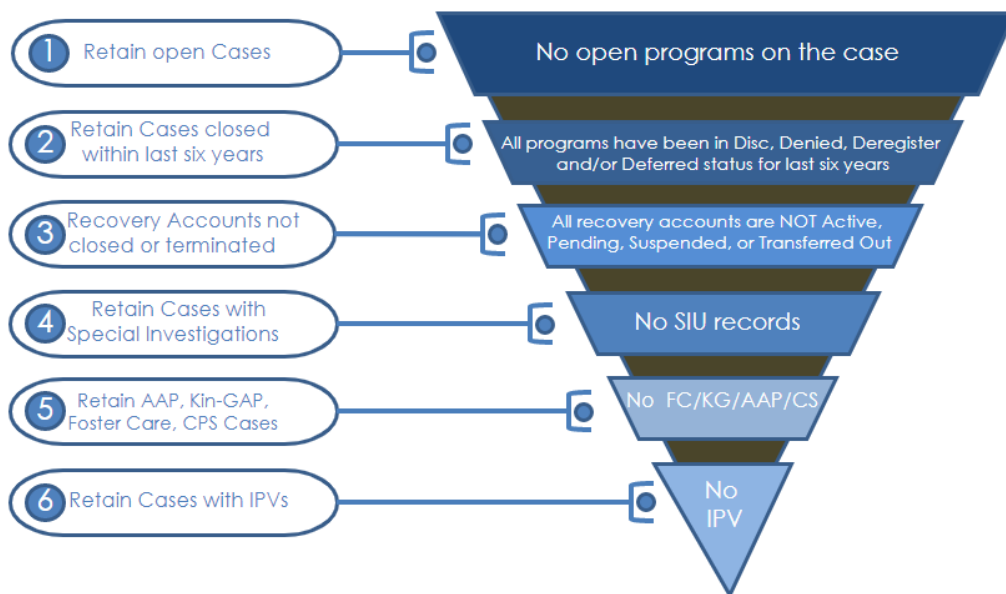 1 Retain open Cases
No open programs on the case
2 Retain Cases closed
within last six years
All programs have been in Disc, Denied, Deregister
and/or Deferred status for last six years
3 Recovery Accounts not
closed or terminated
All recovery accounts are NOT Active,
Pending, Suspended, or Transferred Out
4 Retain Cases with
Special Investigations
No SIU records
5 Retain AAP, Kin-GAP,
Foster Care, CPS Cases
No FC/KG/AAP/CS
6 Retain Cases with IPVs
No
IPV